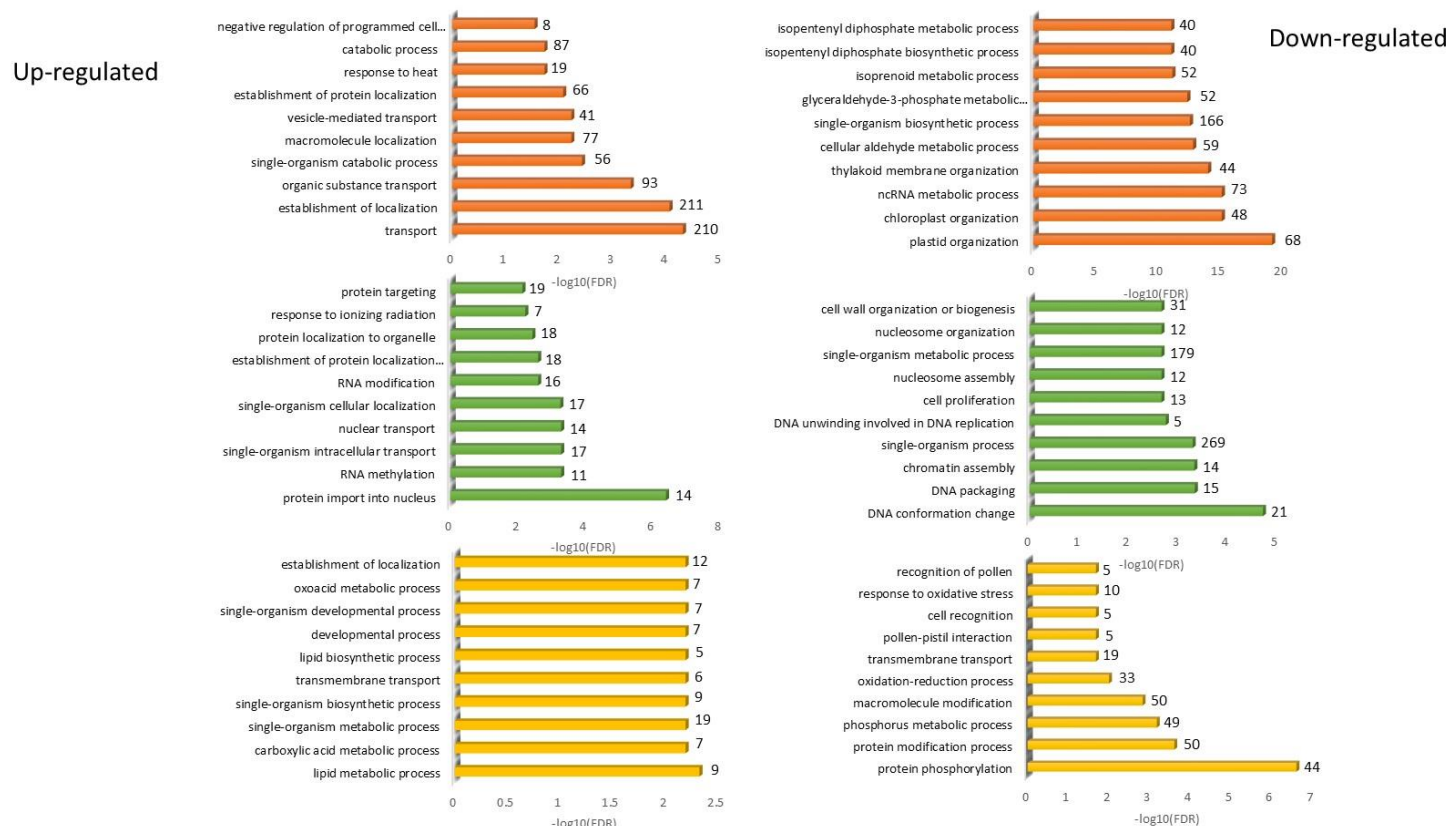 Up-regulated
negative regulation of programmed cell... 8
catabolic process 87
response to heat 19
establishment of protein localization 66
vesicle-mediated transport 41
macromolecule localization 77
single-organism catabolic process 56
organic substance transport 93
establishment of localization 211
transport 210
0 1 2 3 4 5
-log10(FDR)
Down-regulated
isopentenyl diphosphate metabolic process 40
isopentenyl diphosphate biosynthetic process 40
isoprenoid metabolic process 52
glyceraldehyde-3-phosphate metabolic... 52
single-organism biosynthetic process 166
cellular aldehyde metabolic process 59
thylakoid membrane organization 44
ncRNA metabolic process 73
chloroplast organization 48
plastid organization 68
0 5 10 15 20
-log10(FDR)
protein targeting 19
response to ionizing radiation 7
protein localization to organelle 18
establishment of protein localization... 18
RNA modification 16
single-organism cellular localization 17
nuclear transport 14
single-organism intracellular transport 17
RNA methylation 11
protein import into nucleus 14
0 2 4 6 8
-log10(FDR)
cell wall organization or biogenesis 31
nucleosome organization 12
single-organism metabolic process 179
nucleosome assembly 12
cell proliferation 13
DNA unwinding involved in DNA replication 5
single-organism process 269
chromatin assembly 14
DNA packaging 15
DNA conformation change 21
0 1 2 3 4 5
-log10(FDR)
establishment of localization 12
oxoacid metabolic process 7
single-organism developmental process 7
developmental process 7
lipid biosynthetic process 5
transmembrane transport 6
single-organism biosynthetic process 9
single-organism metabolic process 19
carboxylic acid metabolic process 7
lipid metabolic process 9
0 0.5 1 1.5 2 2.5
-log10(FDR)
recognition of pollen 5
response to oxidative stress 10
cell recognition 5
pollen-pistil interaction 5
transmembrane transport 19
oxidation-reduction process 33
macromolecule modification 50
phosphorus metabolic process 49
protein modification process 50
protein phosphorylation 44
0 1 2 3 4 5 6 7
-log10(FDR)